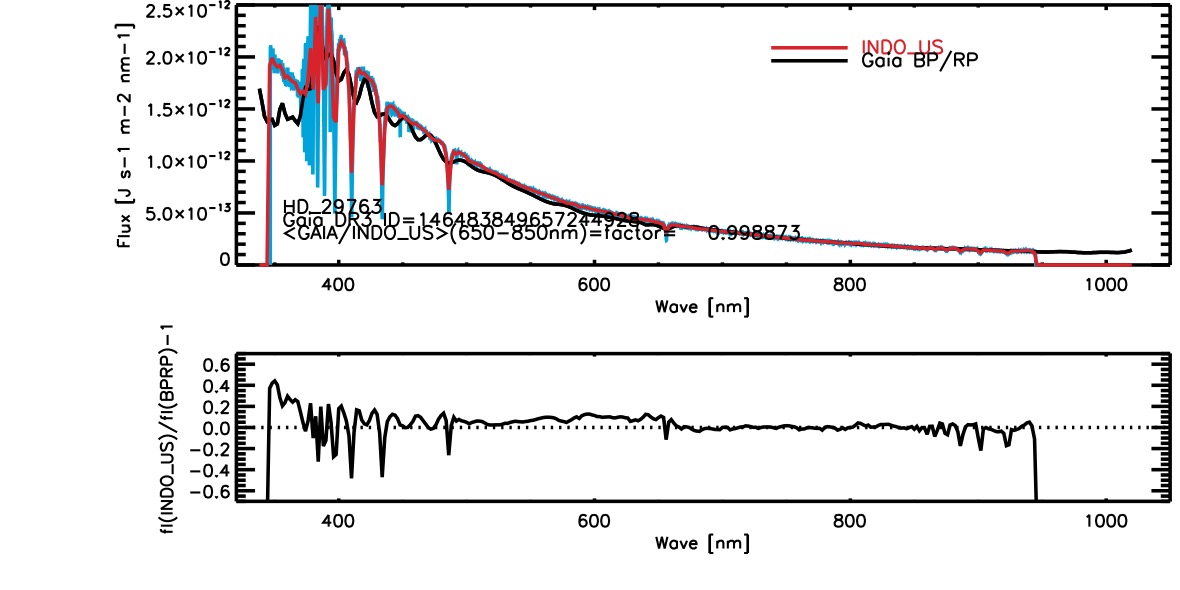 2.5×10⁻¹²
2.0×10⁻¹²
1.5×10⁻¹²
1.0×10⁻¹²
5.0×10⁻¹³
0
Flux [J s−1 m−2 nm−1]
INDO_US
Gaia BP/RP
HD_29763
Gaia DR3 ID=146483849657244928
<GAIA/INDO_US>(650−850nm)=factor= 0.998873
400 600 800 1000
Wave [nm]
fl(INDO_US)/fl(BPRP)−1
0.6
0.4
0.2
0.0
−0.2
−0.4
−0.6
400 600 800 1000
Wave [nm]